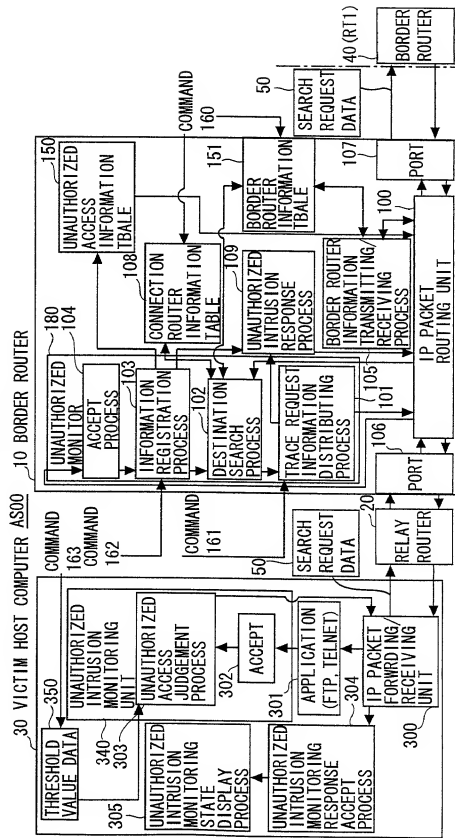 10 BORDER ROUTER
180
UNAUTHORIZED
MONITOR
104
ACCEPT
PROCESS
103
INFORMATION
REGISTRATION
PROCESS
102
DESTINATION
SEARCH
PROCESS
TRACE REQUEST
INFORMATION
DISTRIBUTING
PROCESS
101
150
UNAUTHORIZED
ACCESS
INFORMATION
TBALE
108
CONNECTION
ROUTER
INFORMATION
TABLE
109
UNAUTHORIZED
INTRUSION
RESPONSE
PROCESS
COMMAND
160
151
BORDER
ROUTER
INFORMATION
TBALE
BORDER ROUTER
INFORMATION
TRANSMITTING/
RECEIVING
PROCESS
105
106
PORT
100
IP PACKET
ROUTING UNIT
107
PORT
50
SEARCH
REQUEST
DATA
40(RT1)
BORDER
ROUTER
30 VICTIM HOST COMPUTER AS00
350
THRESHOLD
VALUE DATA
COMMAND
163
COMMAND
162
COMMAND
161
UNAUTHORIZED
INTRUSION
MONITORING
UNIT
340
303
UNAUTHORIZED
ACCESS
JUDGEMENT
PROCESS
302
ACCEPT
301
APPLICATION
(FTP,TELNET)
305
UNAUTHORIZED
INTRUSION
MONITORING
STATE
DISPLAY
PROCESS
304
UNAUTHORIZED
INTRUSION
MONITORING
RESPONSE
ACCEPT
PROCESS
IP PACKET
FORWRDING/
RECEIVING
UNIT
300
50
SEARCH
REQUEST
DATA
20
RELAY
ROUTER